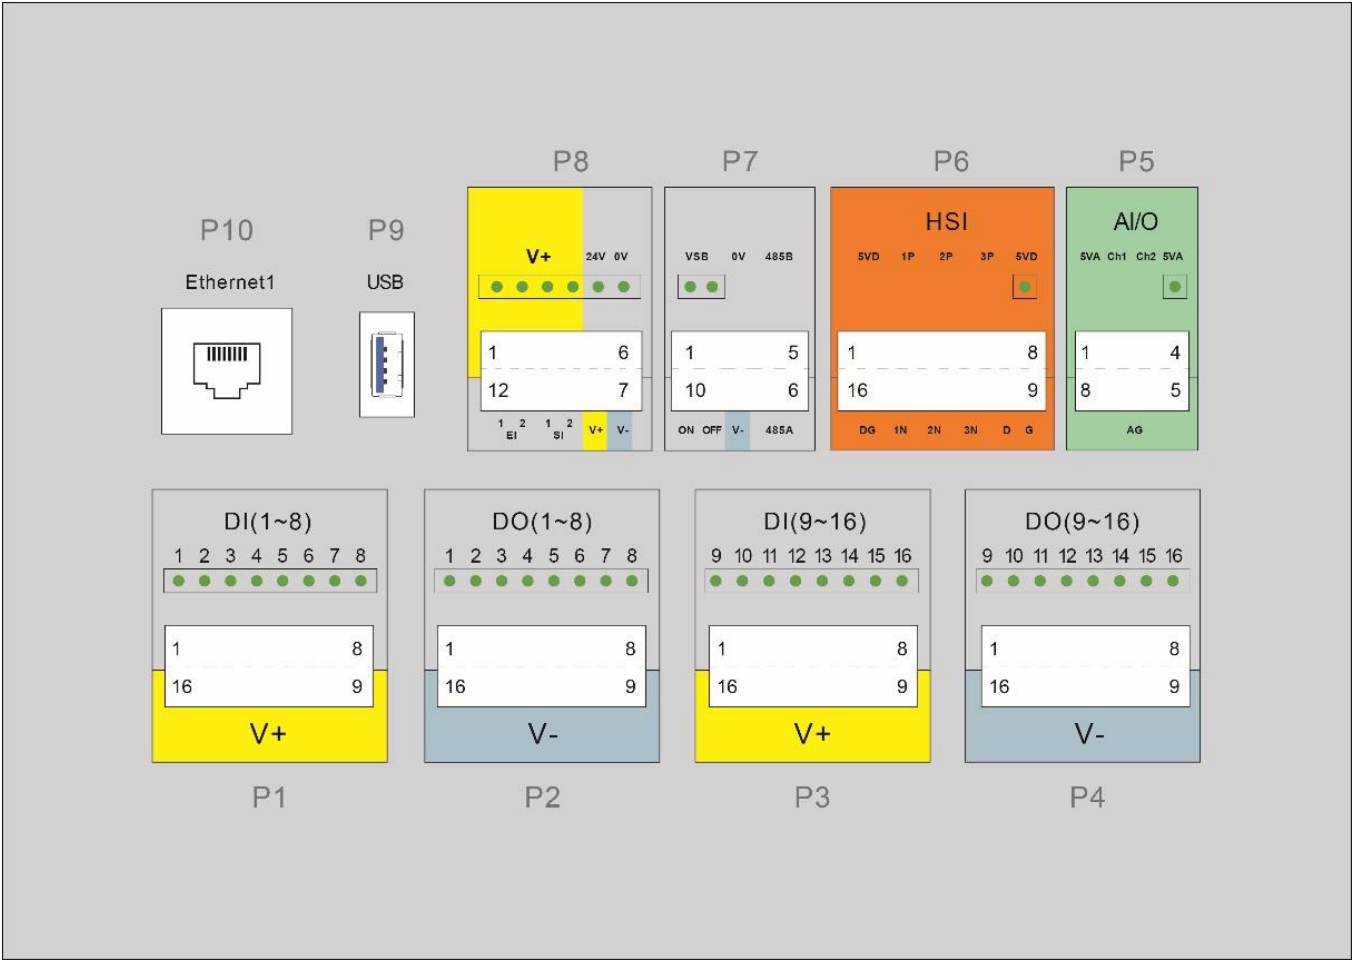 P8 P7 P6 P5
P10 P9
HSI AI/O
V+ 24V 0V VSB 0V 485B 5VD 1P 2P 3P 5VD 5VA Ch1 Ch2 5VA
Ethernet1 USB
1 6 1 5 1 8 1 4
12 7 10 6 16 9 8 5
1 2 1 2 V+ V- ON OFF V- 485A DG 1N 2N 3N D G AG
EI SI
DI(1~8) DO(1~8) DI(9~16) DO(9~16)
1 2 3 4 5 6 7 8 1 2 3 4 5 6 7 8 9 10 11 12 13 14 15 16 9 10 11 12 13 14 15 16
1 8 1 8 1 8 1 8
16 9 16 9 16 9 16 9
V+ V- V+ V-
P1 P2 P3 P4